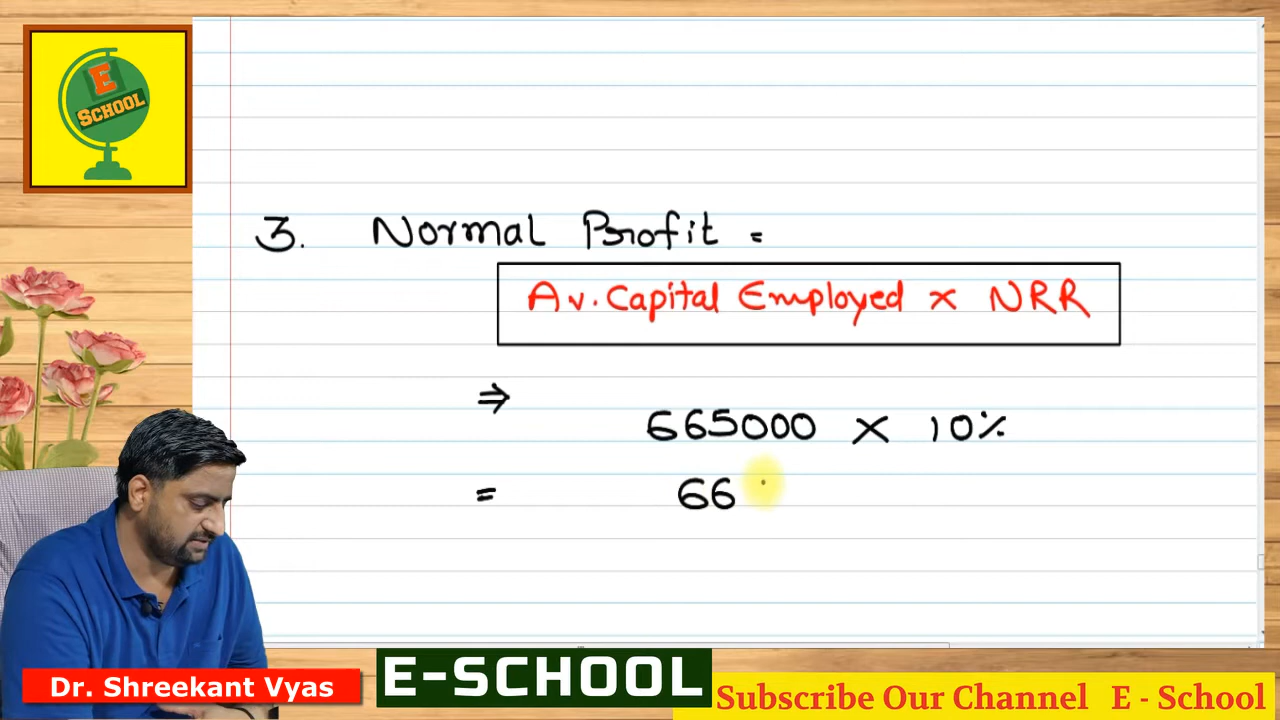 E
SCHOOL
3. Normal Profit =
Av. Capital Employed × NRR
⇒ 665000 × 10%
= 66
Dr. Shreekant Vyas
E-SCHOOL
Subscribe Our Channel E - School